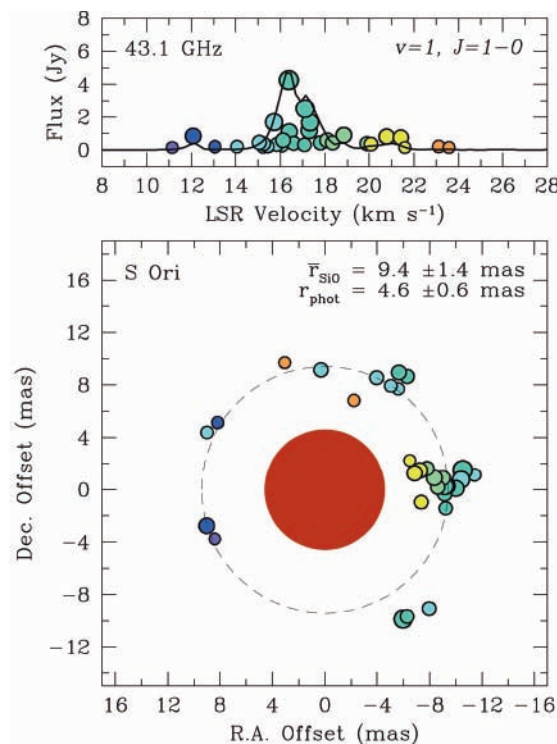 8
43.1 GHz
v=1, J=1−0
6
4
2
0
Flux (Jy)
8 10 12 14 16 18 20 22 24 26 28
LSR Velocity (km s⁻¹)
S Ori
r̅SiO = 9.4 ±1.4 mas
rphot = 4.6 ±0.6 mas
16
12
8
4
0
−4
−8
−12
Dec. Offset (mas)
16 12 8 4 0 −4 −8 −12 −16
R.A. Offset (mas)